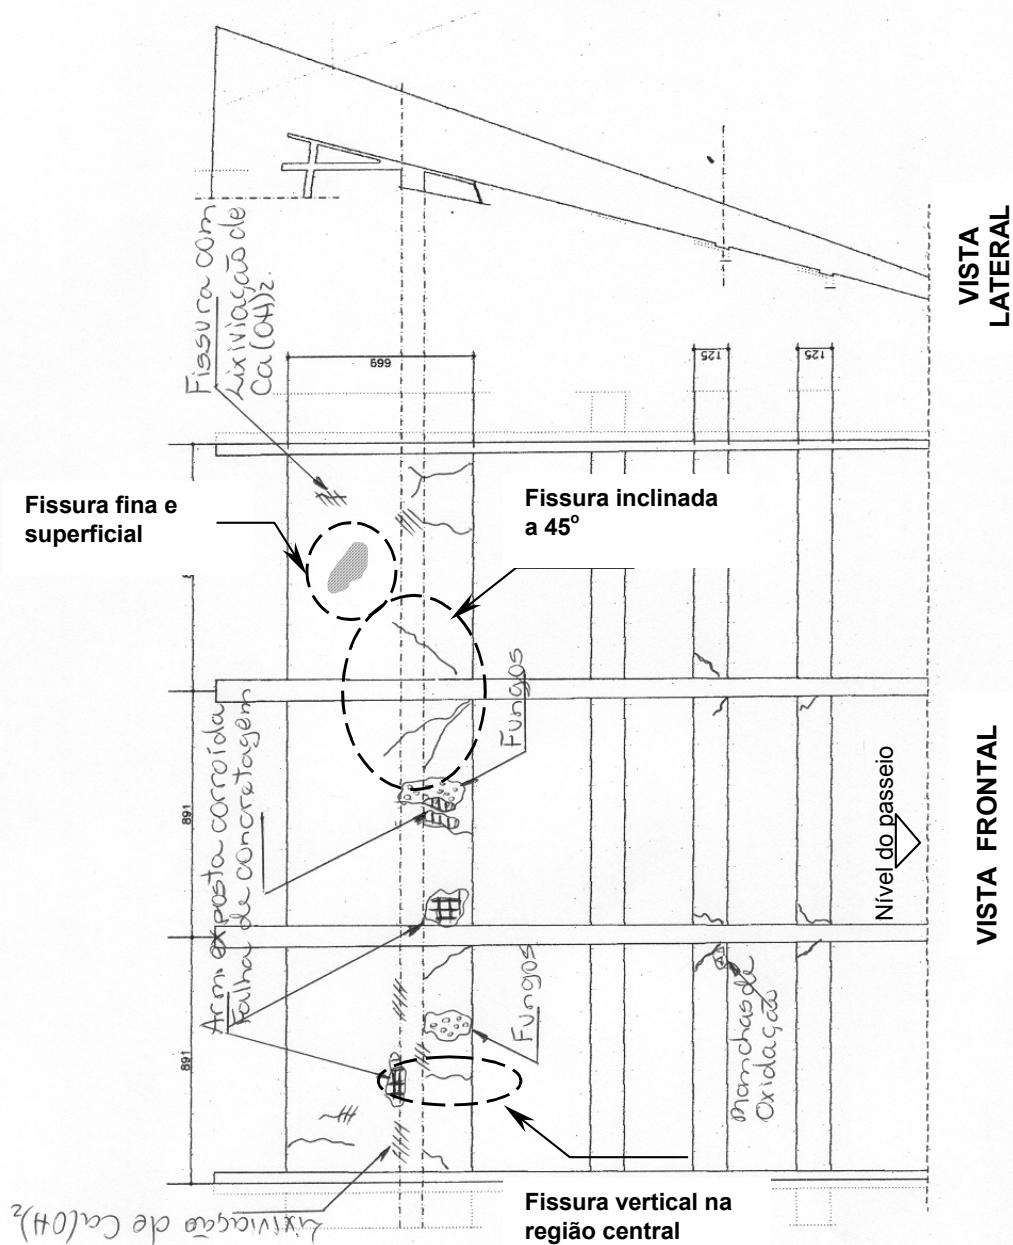 Fissura com
Lixiviação de
Ca(OH)2.
VISTA
LATERAL
669
125
125
Fissura fina e
superficial
Fissura inclinada
a 45°
Fungos
Arm. exposta corroída
Falha de concretagem
891
Nível do passeio
VISTA FRONTAL
Fungos
Manchas de
Oxidação
891
Lixiviação de Ca(OH)2
Fissura vertical na
região central